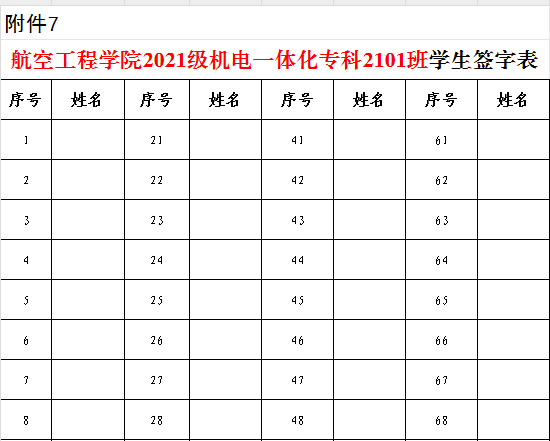 附件7
航空工程学院2021级机电一体化专科2101班学生签字表
序号 姓名 序号 姓名 序号 姓名 序号 姓名
1 21 41 61
2 22 42 62
3 23 43 63
4 24 44 64
5 25 45 65
6 26 46 66
7 27 47 67
8 28 48 68